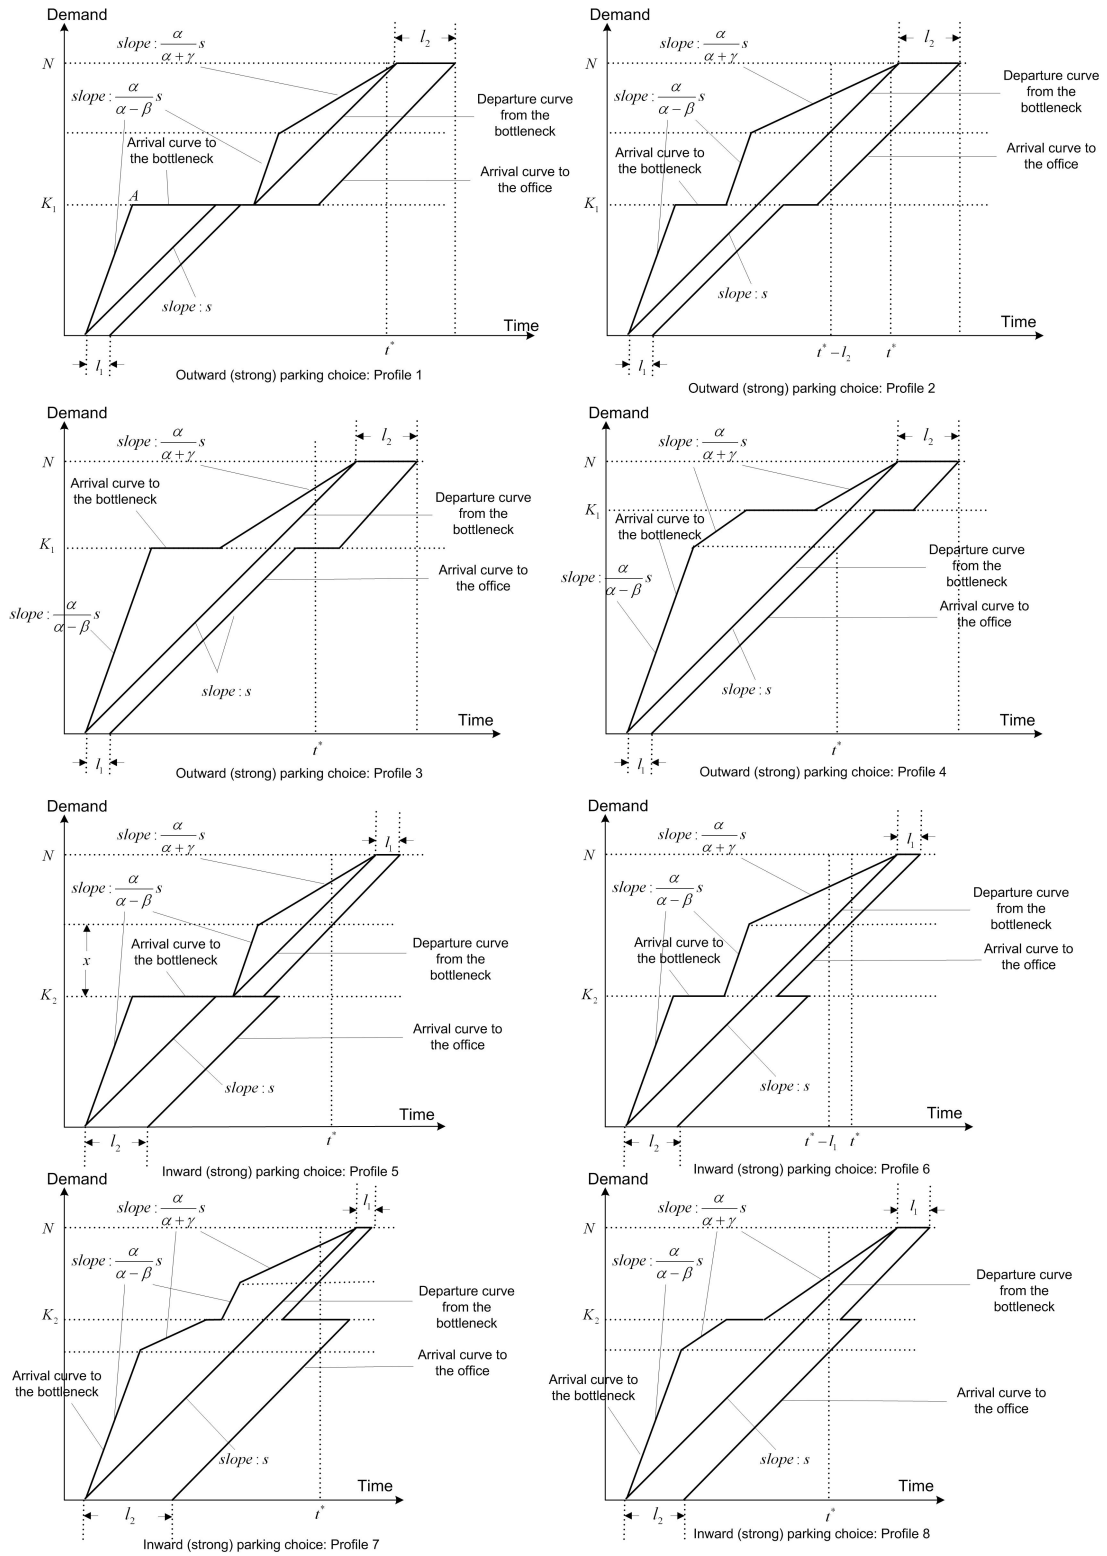 Demand
slope: α/(α+γ) s
l₂
N
slope: α/(α−β) s
Departure curve
from the
bottleneck
Arrival curve to
the bottleneck
Arrival curve to
the office
A
K₁
slope: s
Time
t*
l₁
Outward (strong) parking choice: Profile 1
Demand
slope: α/(α+γ) s
l₂
N
Departure curve
from the
bottleneck
slope: α/(α−β) s
Arrival curve to
the bottleneck
Arrival curve to
the office
K₁
slope: s
Time
t*−l₂
t*
l₁
Outward (strong) parking choice: Profile 2
Demand
slope: α/(α+γ) s
l₂
N
Arrival curve to
the bottleneck
Departure curve
from the
bottleneck
K₁
Arrival curve to
the office
slope: α/(α−β) s
slope: s
Time
t*
l₁
Outward (strong) parking choice: Profile 3
Demand
slope: α/(α+γ) s
l₂
N
K₁
Arrival curve to
the bottleneck
Departure curve
from the
bottleneck
slope: α/(α−β) s
Arrival curve to
the office
slope: s
Time
t*
l₁
Outward (strong) parking choice: Profile 4
Demand
slope: α/(α+γ) s
l₁
N
slope: α/(α−β) s
x
Arrival curve to
the bottleneck
Departure curve
from the
bottleneck
K₂
Arrival curve to
the office
slope: s
Time
l₂
t*
Inward (strong) parking choice: Profile 5
Demand
slope: α/(α+γ) s
l₁
N
slope: α/(α−β) s
Departure curve
from the
bottleneck
Arrival curve to
the bottleneck
Arrival curve to
the office
K₂
slope: s
Time
l₂
t*−l₁
t*
Inward (strong) parking choice: Profile 6
Demand
slope: α/(α+γ) s
l₁
N
slope: α/(α−β) s
Departure curve
from the
bottleneck
K₂
Arrival curve to
the office
Arrival curve to
the bottleneck
slope: s
Time
l₂
t*
Inward (strong) parking choice: Profile 7
Demand
slope: α/(α+γ) s
l₁
N
slope: α/(α−β) s
Departure curve
from the
bottleneck
K₂
Arrival curve to
the bottleneck
Arrival curve to
the office
slope: s
Time
l₂
t*
Inward (strong) parking choice: Profile 8